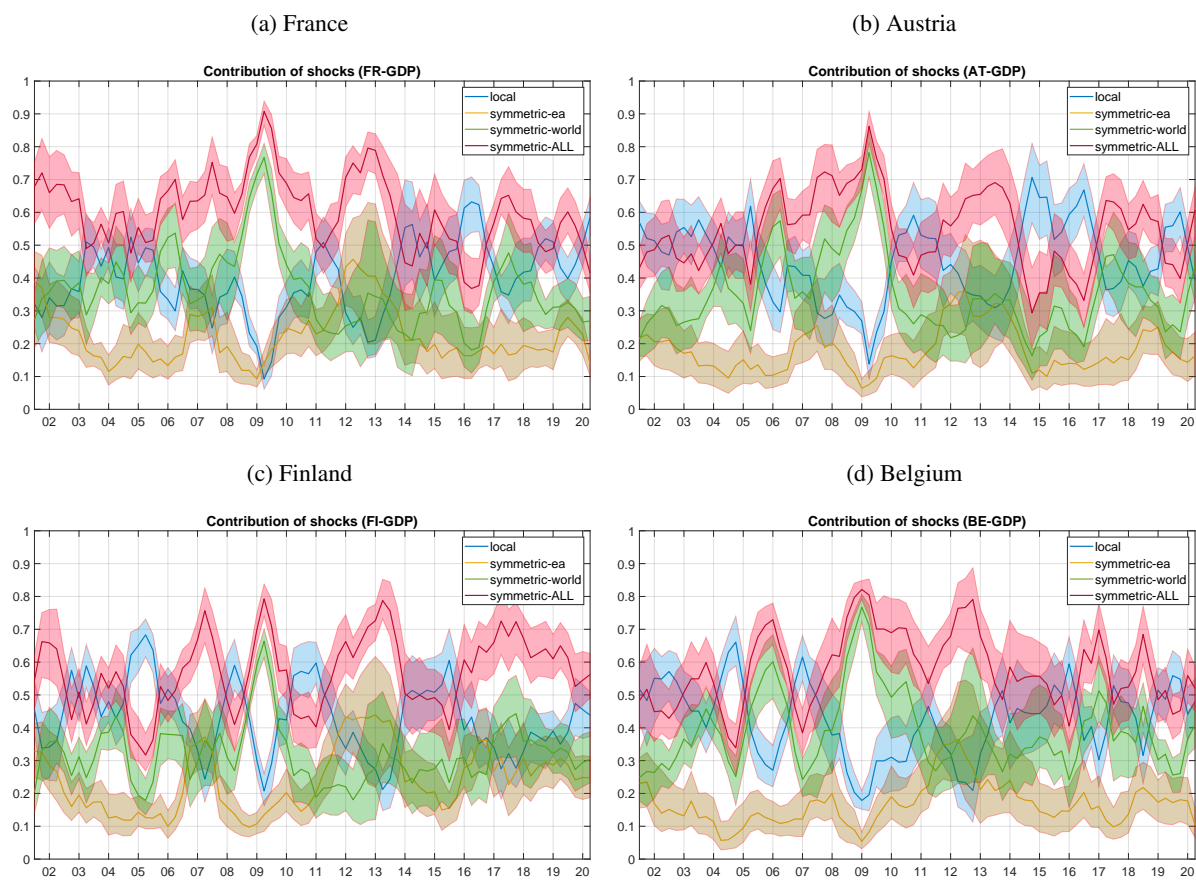 (a) France
Contribution of shocks (FR-GDP)
local
symmetric-ea
symmetric-world
symmetric-ALL
1
0.9
0.8
0.7
0.6
0.5
0.4
0.3
0.2
0.1
0
02 03 04 05 06 07 08 09 10 11 12 13 14 15 16 17 18 19 20
(b) Austria
Contribution of shocks (AT-GDP)
local
symmetric-ea
symmetric-world
symmetric-ALL
1
0.9
0.8
0.7
0.6
0.5
0.4
0.3
0.2
0.1
0
02 03 04 05 06 07 08 09 10 11 12 13 14 15 16 17 18 19 20
(c) Finland
Contribution of shocks (FI-GDP)
local
symmetric-ea
symmetric-world
symmetric-ALL
1
0.9
0.8
0.7
0.6
0.5
0.4
0.3
0.2
0.1
0
02 03 04 05 06 07 08 09 10 11 12 13 14 15 16 17 18 19 20
(d) Belgium
Contribution of shocks (BE-GDP)
local
symmetric-ea
symmetric-world
symmetric-ALL
1
0.9
0.8
0.7
0.6
0.5
0.4
0.3
0.2
0.1
0
02 03 04 05 06 07 08 09 10 11 12 13 14 15 16 17 18 19 20